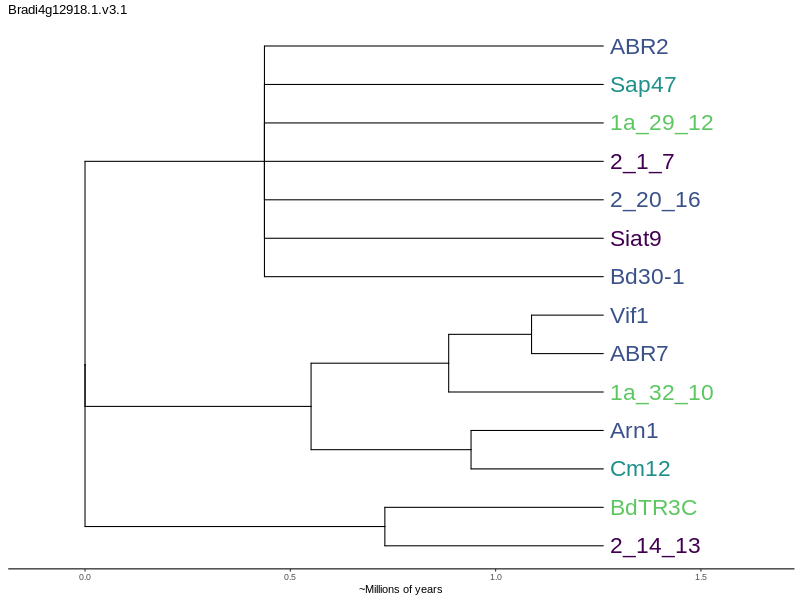 Bradi4g12918.1.v3.1
ABR2
Sap47
1a_29_12
2_1_7
2_20_16
Siat9
Bd30-1
Vif1
ABR7
1a_32_10
Arn1
Cm12
BdTR3C
2_14_13
0.0 0.5 1.0 1.5
~Millions of years